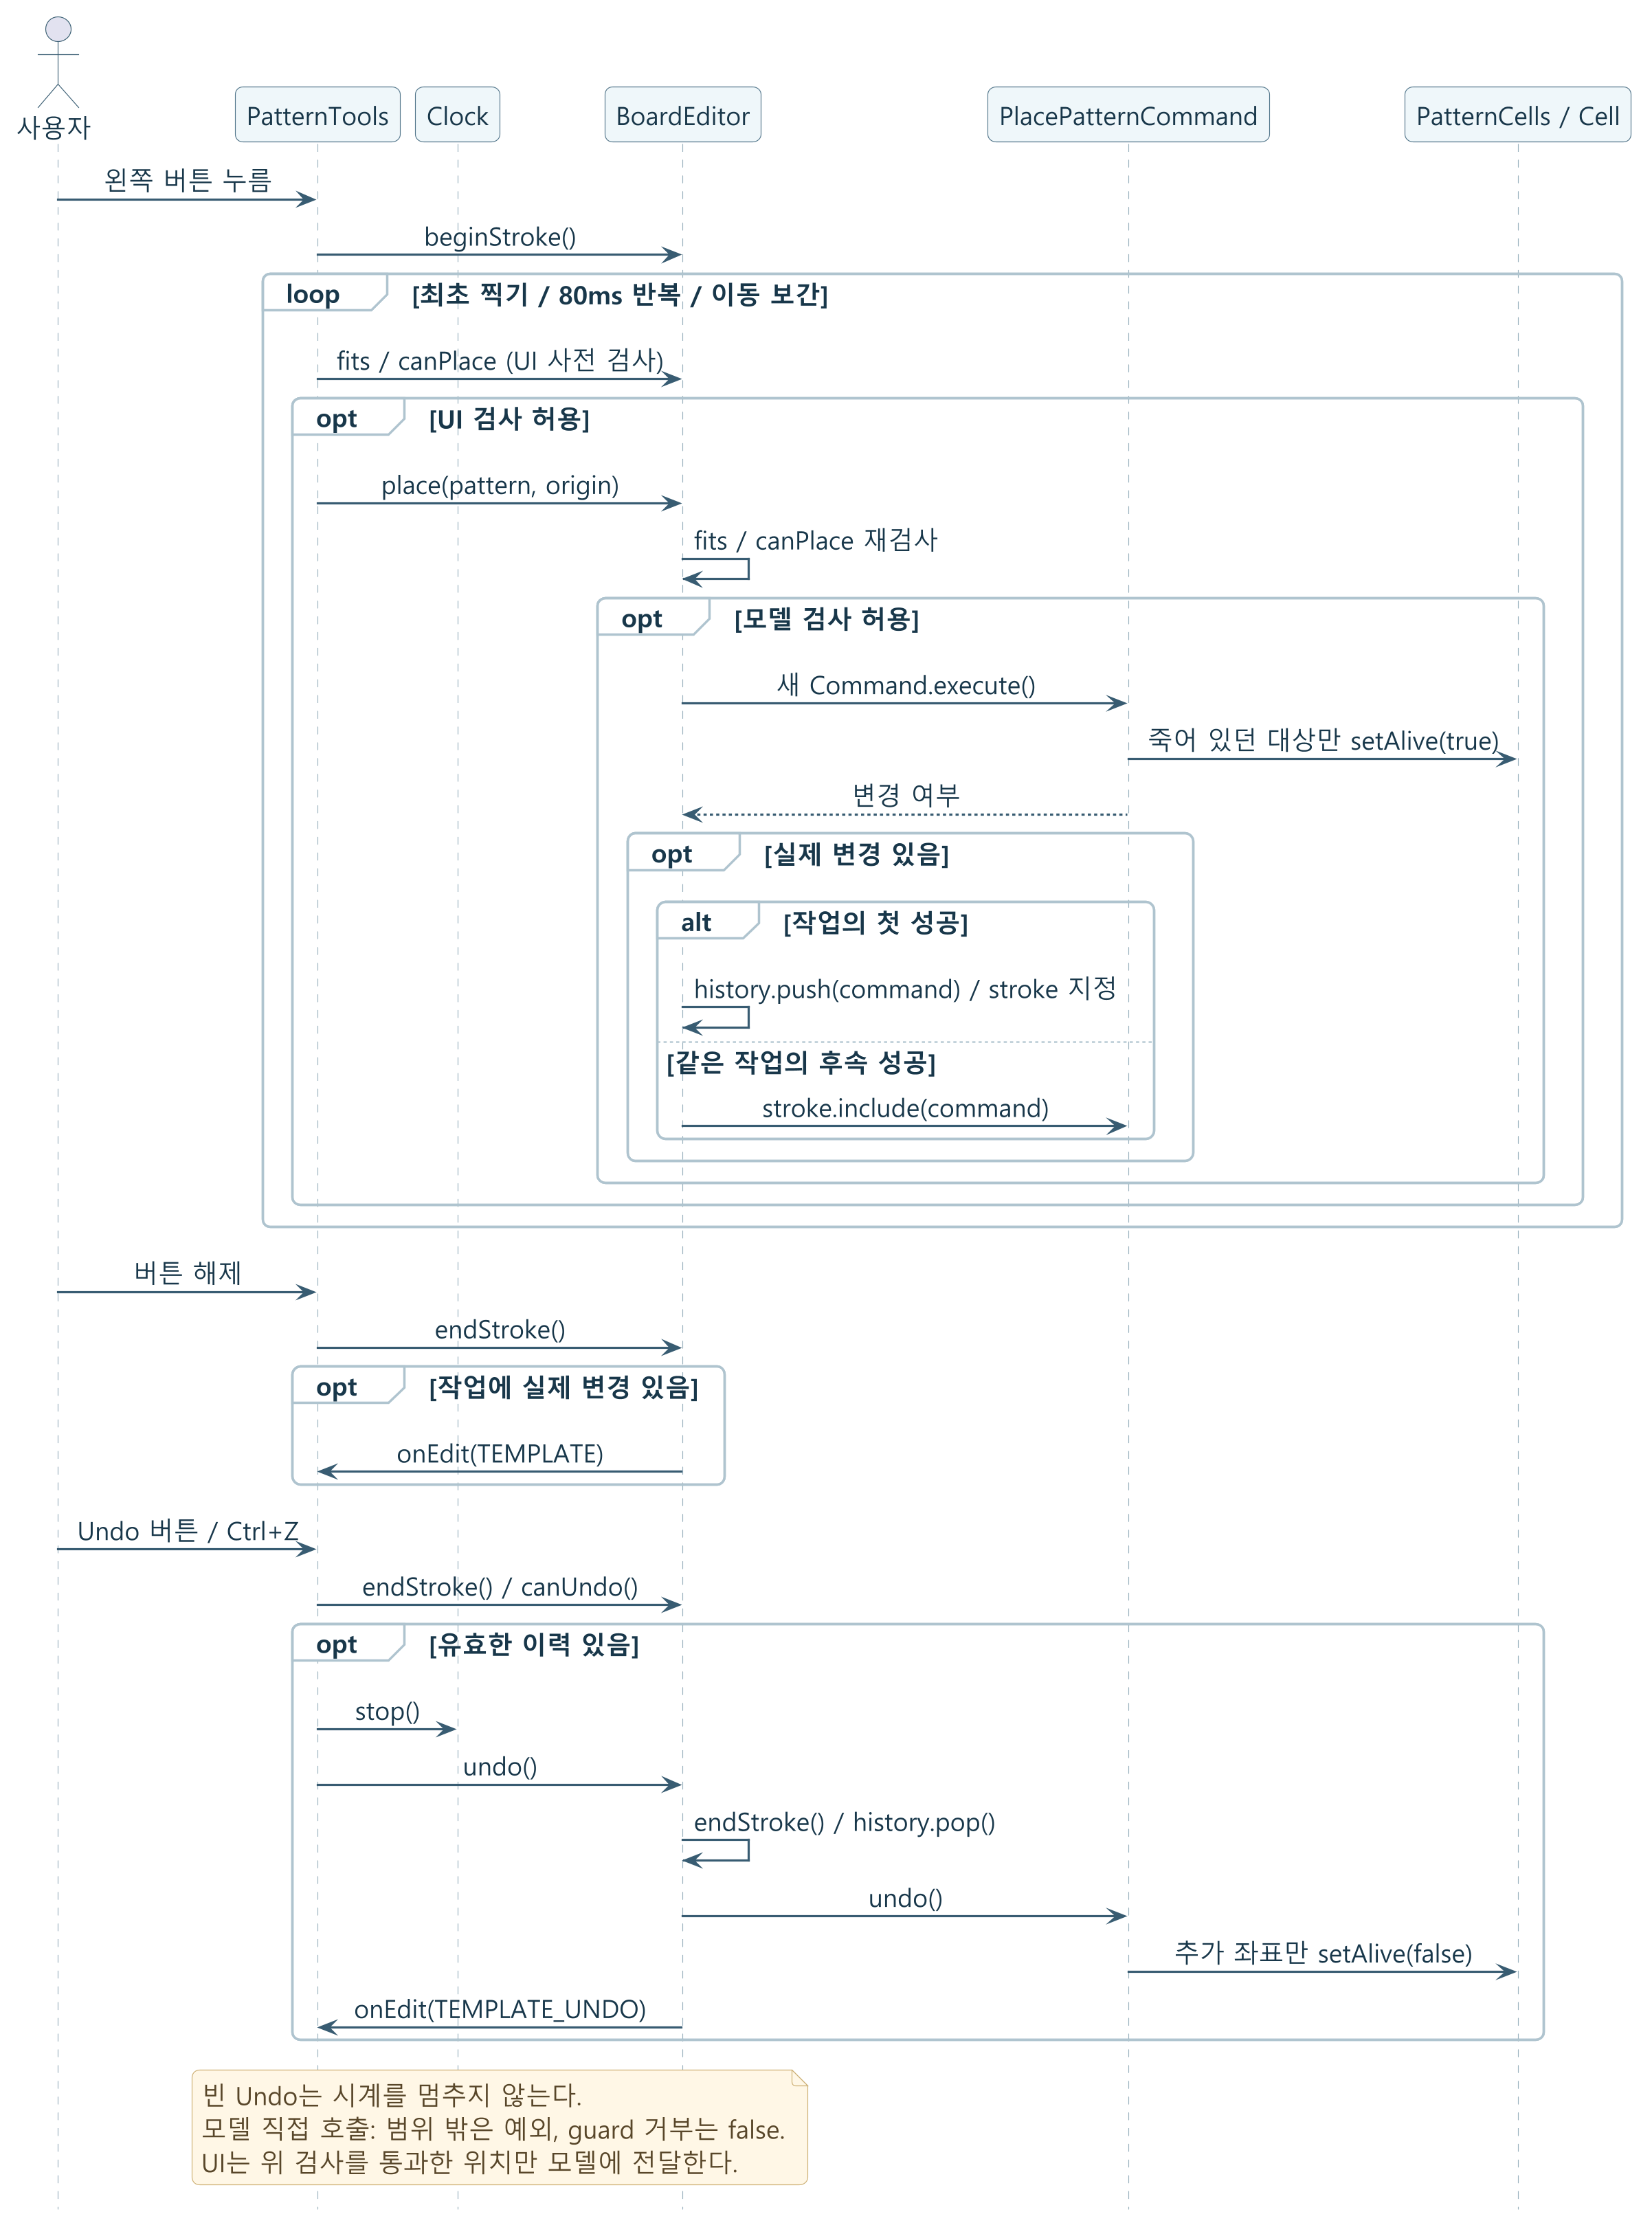 사용자
PatternTools
Clock
BoardEditor
PlacePatternCommand
PatternCells / Cell
왼쪽 버튼 누름
beginStroke()
loop [최초 찍기 / 80ms 반복 / 이동 보간]
fits / canPlace (UI 사전 검사)
opt [UI 검사 허용]
place(pattern, origin)
fits / canPlace 재검사
opt [모델 검사 허용]
새 Command.execute()
죽어 있던 대상만 setAlive(true)
변경 여부
opt [실제 변경 있음]
alt [작업의 첫 성공]
history.push(command) / stroke 지정
[같은 작업의 후속 성공]
stroke.include(command)
버튼 해제
endStroke()
opt [작업에 실제 변경 있음]
onEdit(TEMPLATE)
Undo 버튼 / Ctrl+Z
endStroke() / canUndo()
opt [유효한 이력 있음]
stop()
undo()
endStroke() / history.pop()
undo()
추가 좌표만 setAlive(false)
onEdit(TEMPLATE_UNDO)
빈 Undo는 시계를 멈추지 않는다.
모델 직접 호출: 범위 밖은 예외, guard 거부는 false.
UI는 위 검사를 통과한 위치만 모델에 전달한다.